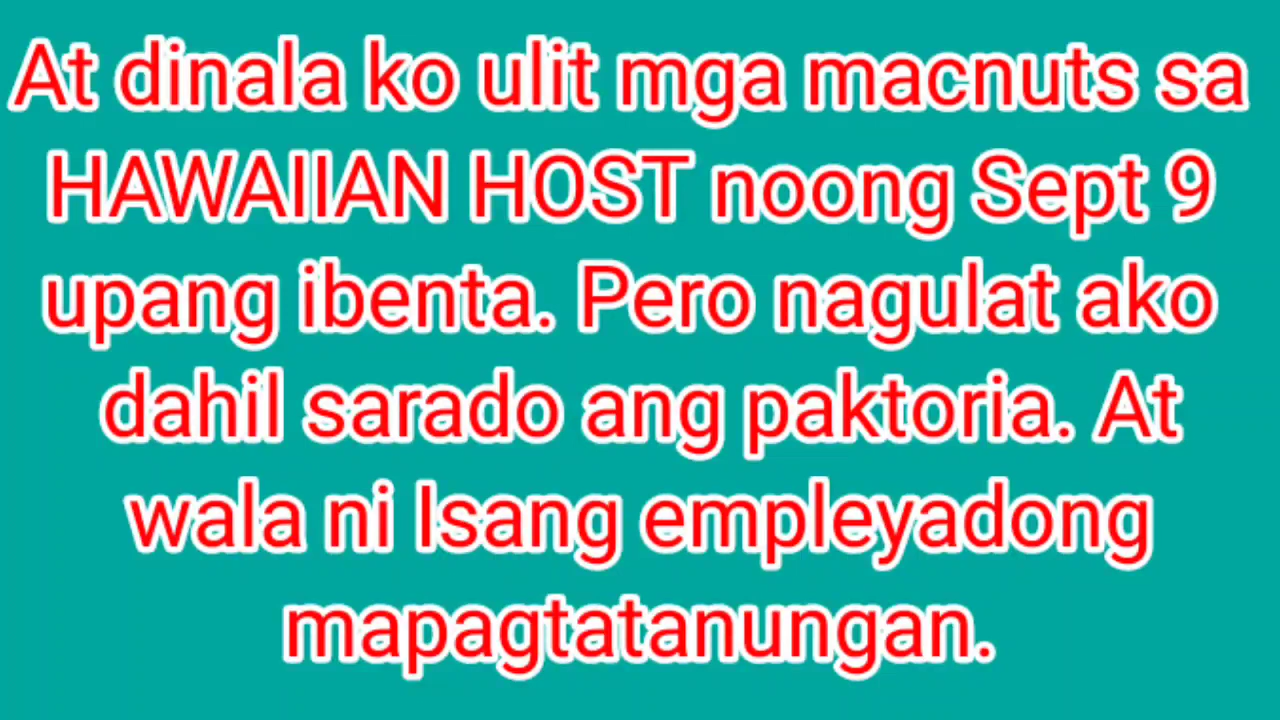 At dinala ko ulit mga macnuts sa
HAWAIIAN HOST noong Sept 9
upang ibenta. Pero nagulat ako
dahil sarado ang paktoria. At
wala ni Isang empleyadong
mapagtatanungan.